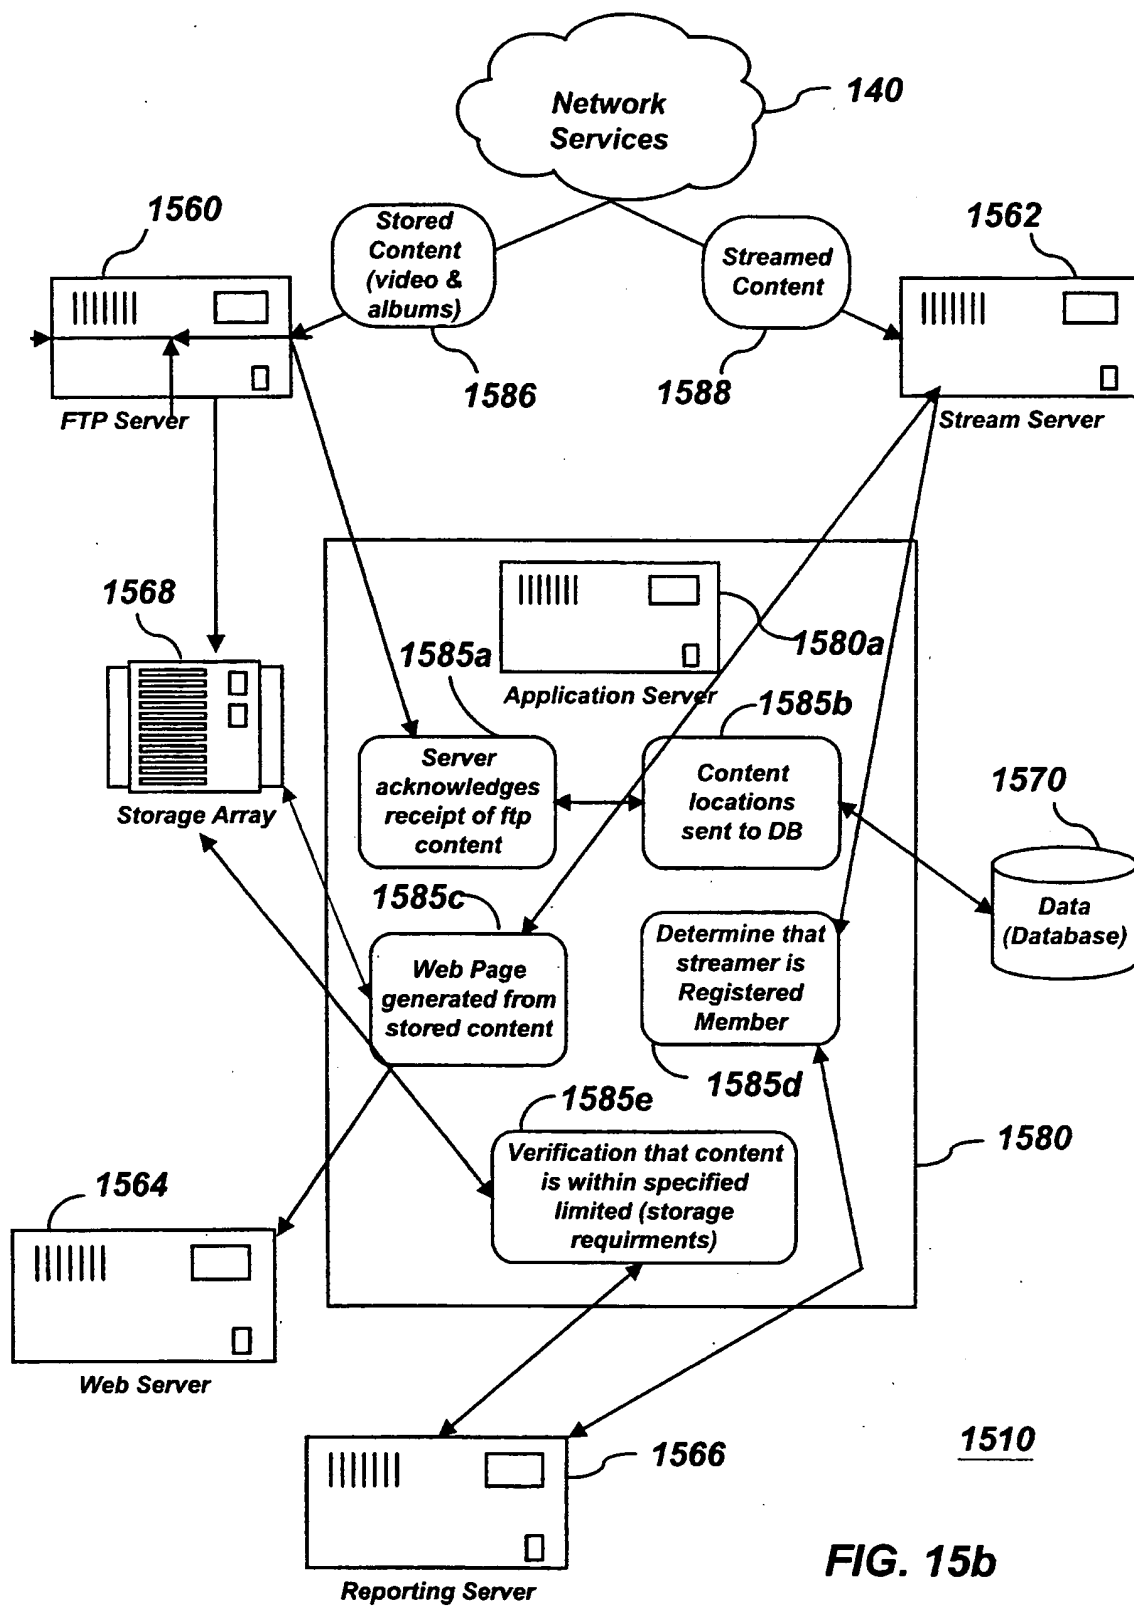 Network
Services
140
1560
Stored
Content
(video &
albums)
Streamed
Content
1562
1586
1588
FTP Server
Stream Server
1568
1580a
1585a
Application Server
1585b
Server
acknowledges
receipt of ftp
content
Content
locations
sent to DB
1570
Storage Array
1585c
Data
(Database)
Web Page
generated from
stored content
Determine that
streamer is
Registered
Member
1585d
1585e
1580
Verification that content
is within specified
limited (storage
requirments)
1564
Web Server
1566
1510
Reporting Server
FIG. 15b